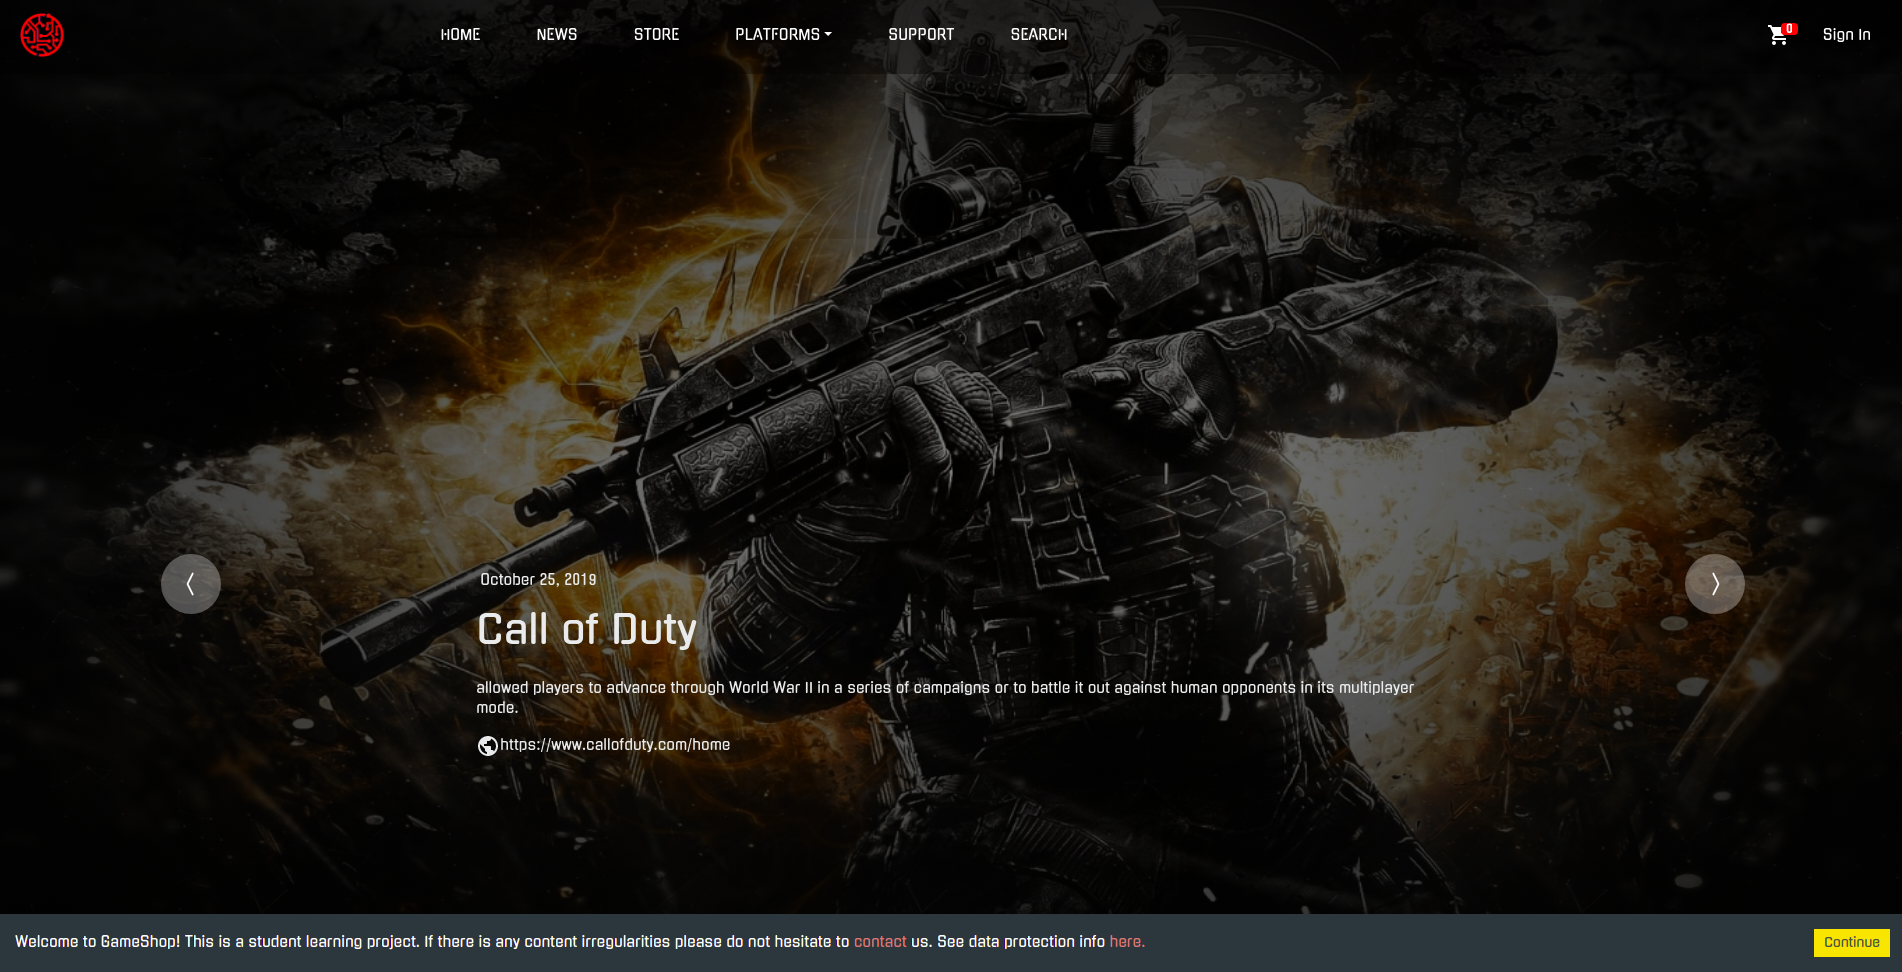 HOME NEWS STORE PLATFORMS SUPPORT SEARCH 0 Sign In
October 25, 2019
Call of Duty
allowed players to advance through World War II in a series of campaigns or to battle it out against human opponents in its multiplayer
mode.
https://www.callofduty.com/home
Welcome to GameShop! This is a student learning project. If there is any content irregularities please do not hesitate to contact us. See data protection info here. Continue